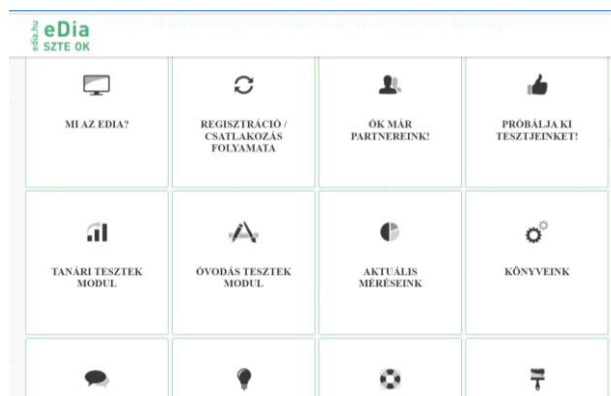 edia.hu
eDia
SZTE OK
MI AZ EDIA?
REGISZTRÁCIÓ /
CSATLAKOZÁS
FOLYAMATA
ŐK MÁR
PARTNEREINK!
PRÓBÁLJA KI
TESZTJEINKET!
TANÁRI TESZTEK
MODUL
ÓVODÁS TESZTEK
MODUL
AKTUÁLIS
MÉRÉSEINK
KÖNYVEINK